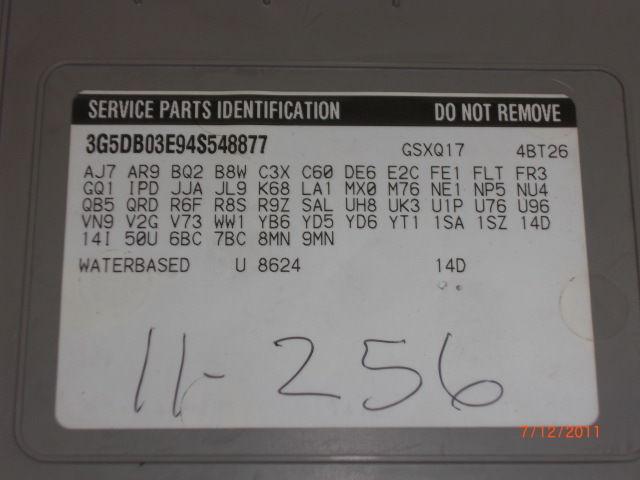 SERVICE PARTS IDENTIFICATION DO NOT REMOVE
3G5DB03E94S548877 GSXQ17 4BT26
AJ7 AR9 BQ2 B8W C3X C60 DE6 E2C FE1 FLT FR3
GQ1 IPD JJA JL9 K68 LA1 MX0 M76 NE1 NP5 NU4
QB5 QRD R6F R8S R9Z SAL UH8 UK3 U1P U76 U96
VN9 V2G V73 WW1 YB6 YD5 YD6 YT1 1SA 1SZ 14D
14I 50U 6BC 7BC 8MN 9MN
WATERBASED U 8624 14D
11-256
7/12/2011